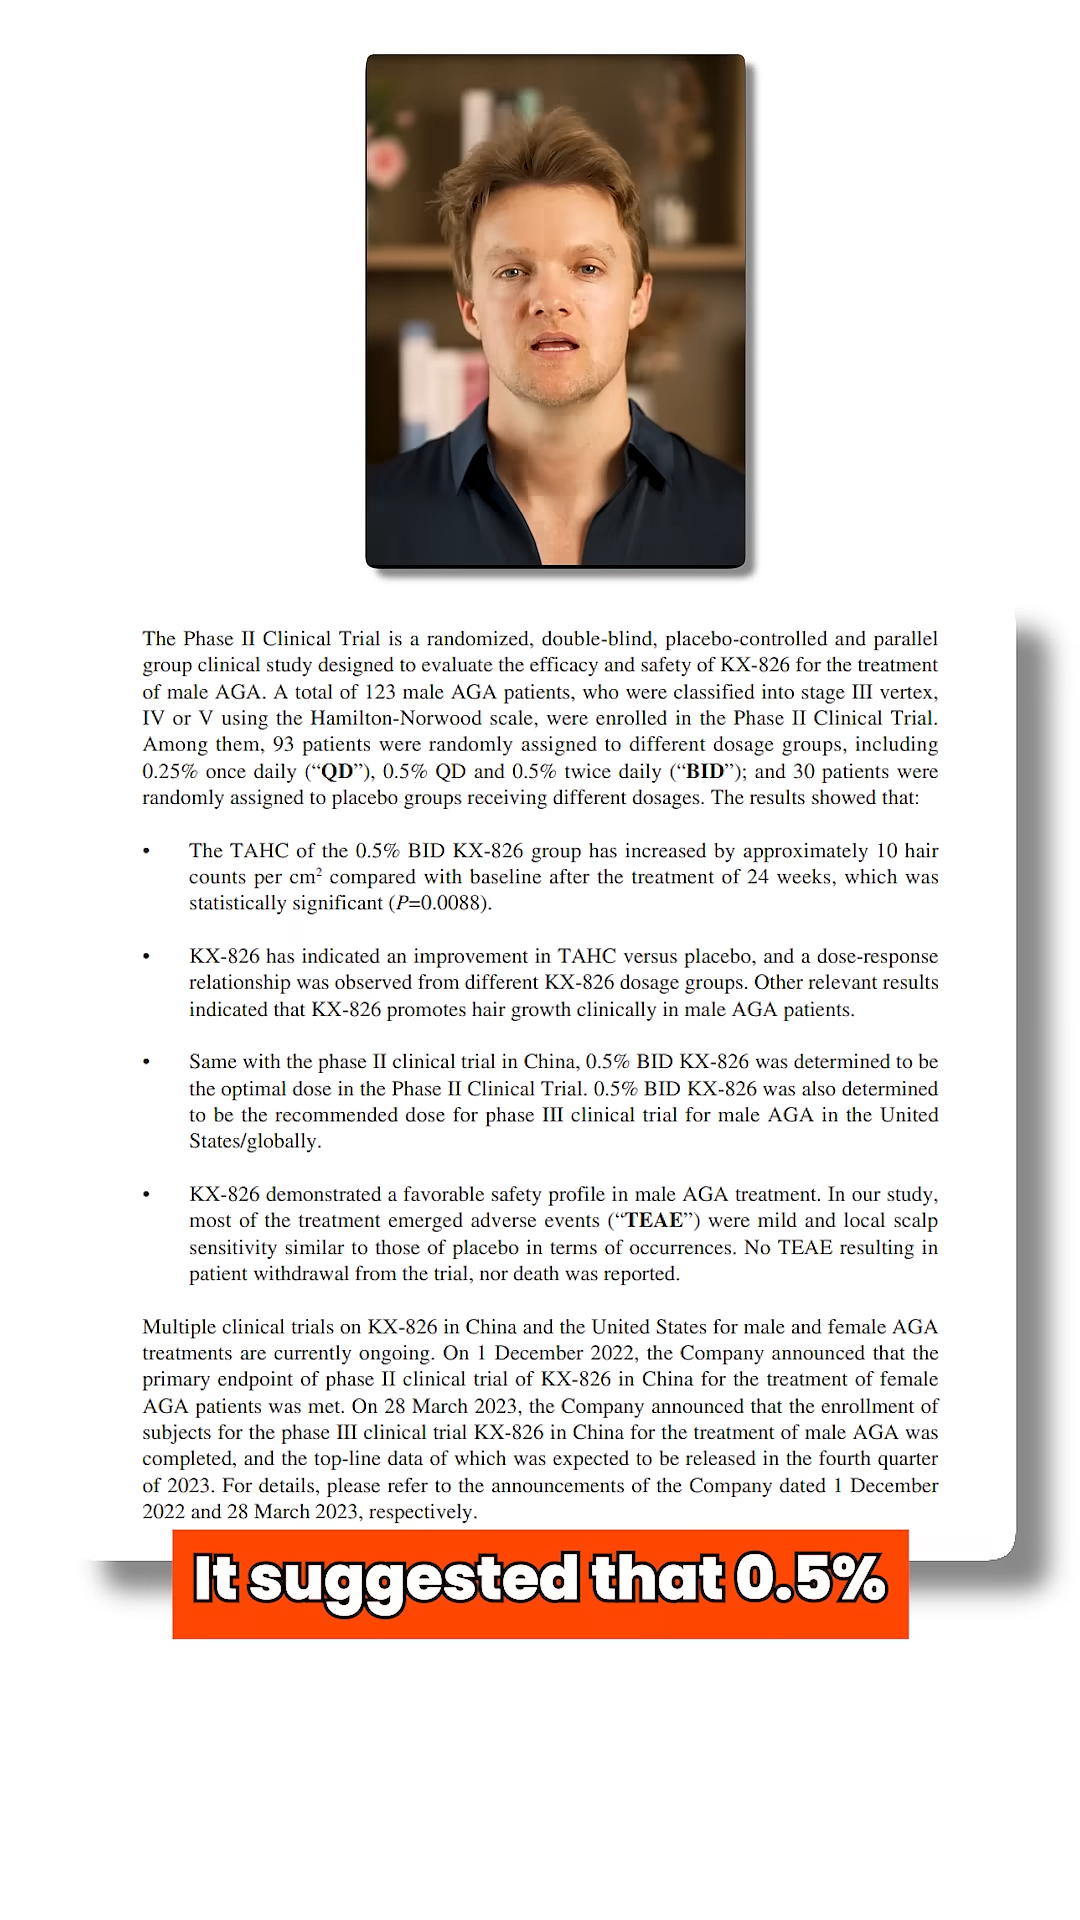 The Phase II Clinical Trial is a randomized, double-blind, placebo-controlled and parallel
group clinical study designed to evaluate the efficacy and safety of KX-826 for the treatment
of male AGA. A total of 123 male AGA patients, who were classified into stage III vertex,
IV or V using the Hamilton-Norwood scale, were enrolled in the Phase II Clinical Trial.
Among them, 93 patients were randomly assigned to different dosage groups, including
0.25% once daily (“QD”), 0.5% QD and 0.5% twice daily (“BID”); and 30 patients were
randomly assigned to placebo groups receiving different dosages. The results showed that:
• The TAHC of the 0.5% BID KX-826 group has increased by approximately 10 hair
counts per cm² compared with baseline after the treatment of 24 weeks, which was
statistically significant (P=0.0088).
• KX-826 has indicated an improvement in TAHC versus placebo, and a dose-response
relationship was observed from different KX-826 dosage groups. Other relevant results
indicated that KX-826 promotes hair growth clinically in male AGA patients.
• Same with the phase II clinical trial in China, 0.5% BID KX-826 was determined to be
the optimal dose in the Phase II Clinical Trial. 0.5% BID KX-826 was also determined
to be the recommended dose for phase III clinical trial for male AGA in the United
States/globally.
• KX-826 demonstrated a favorable safety profile in male AGA treatment. In our study,
most of the treatment emerged adverse events (“TEAE”) were mild and local scalp
sensitivity similar to those of placebo in terms of occurrences. No TEAE resulting in
patient withdrawal from the trial, nor death was reported.
Multiple clinical trials on KX-826 in China and the United States for male and female AGA
treatments are currently ongoing. On 1 December 2022, the Company announced that the
primary endpoint of phase II clinical trial of KX-826 in China for the treatment of female
AGA patients was met. On 28 March 2023, the Company announced that the enrollment of
subjects for the phase III clinical trial KX-826 in China for the treatment of male AGA was
completed, and the top-line data of which was expected to be released in the fourth quarter
of 2023. For details, please refer to the announcements of the Company dated 1 December
2022 and 28 March 2023, respectively.
It suggested that 0.5%